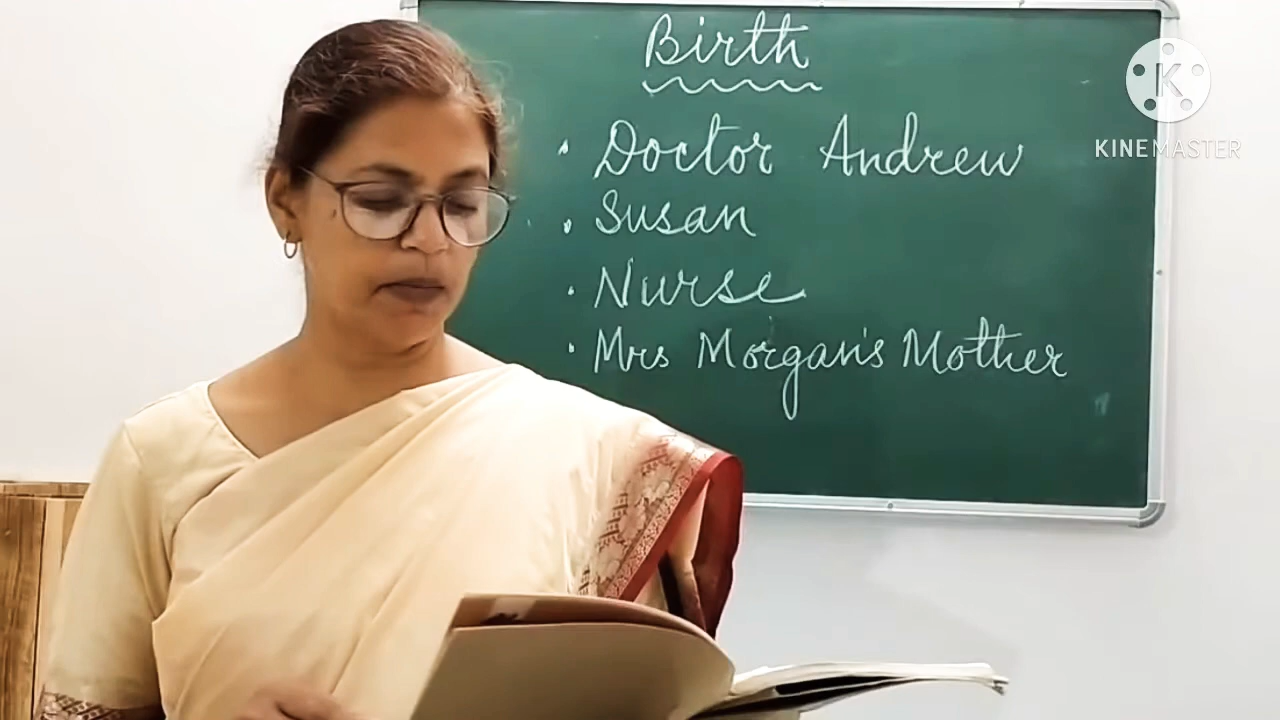 Birth
• Doctor Andrew
• Susan
• Nurse
• Mrs Morgan's Mother
K
KINEMASTER